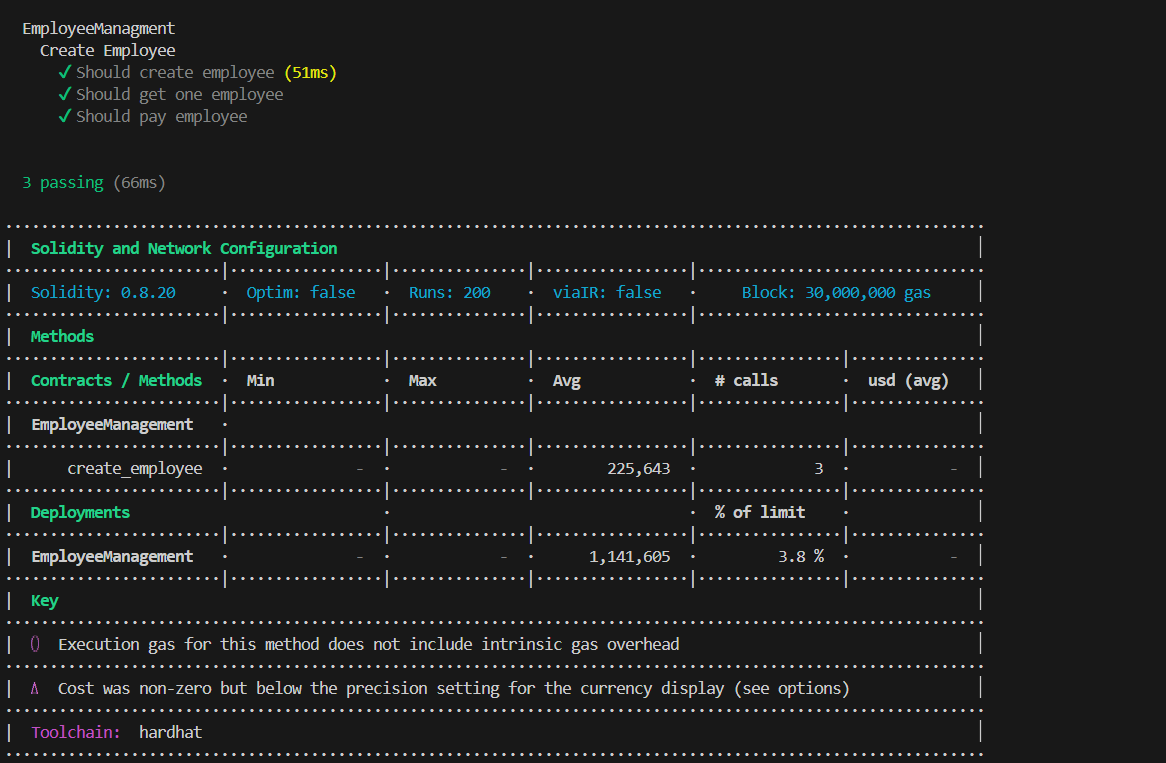 EmployeeManagment
Create Employee
✓ Should create employee (51ms)
✓ Should get one employee
✓ Should pay employee
3 passing (66ms)
| Solidity and Network Configuration |
| Solidity: 0.8.20 · Optim: false · Runs: 200 · viaIR: false · Block: 30,000,000 gas |
| Methods |
| Contracts / Methods · Min · Max · Avg · # calls · usd (avg) |
| EmployeeManagement · |
| create_employee · - · - · 225,643 · 3 · - |
| Deployments · · % of limit · |
| EmployeeManagement · - · - · 1,141,605 · 3.8 % · - |
| Key |
| ◯ Execution gas for this method does not include intrinsic gas overhead |
| △ Cost was non-zero but below the precision setting for the currency display (see options) |
| Toolchain: hardhat |